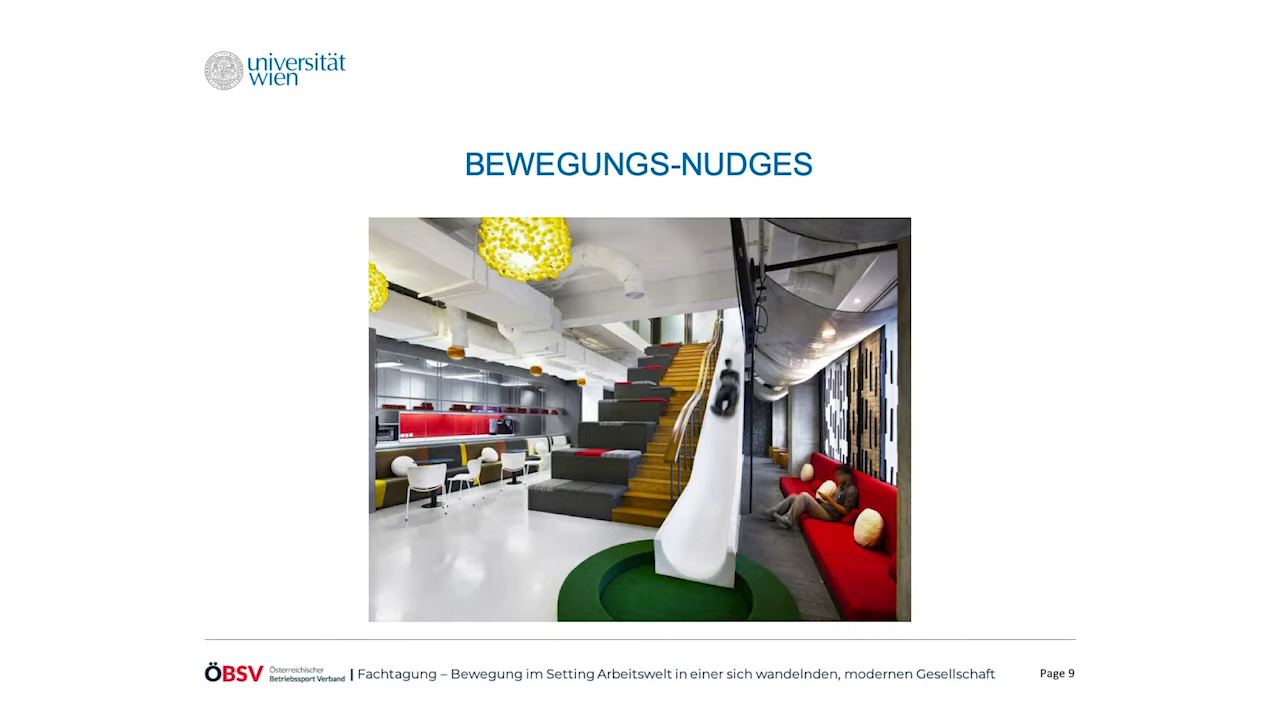 universität
wien
BEWEGUNGS-NUDGES
ÖBSV Österreichischer
Betriebssport Verband | Fachtagung – Bewegung im Setting Arbeitswelt in einer sich wandelnden, modernen Gesellschaft Page 9